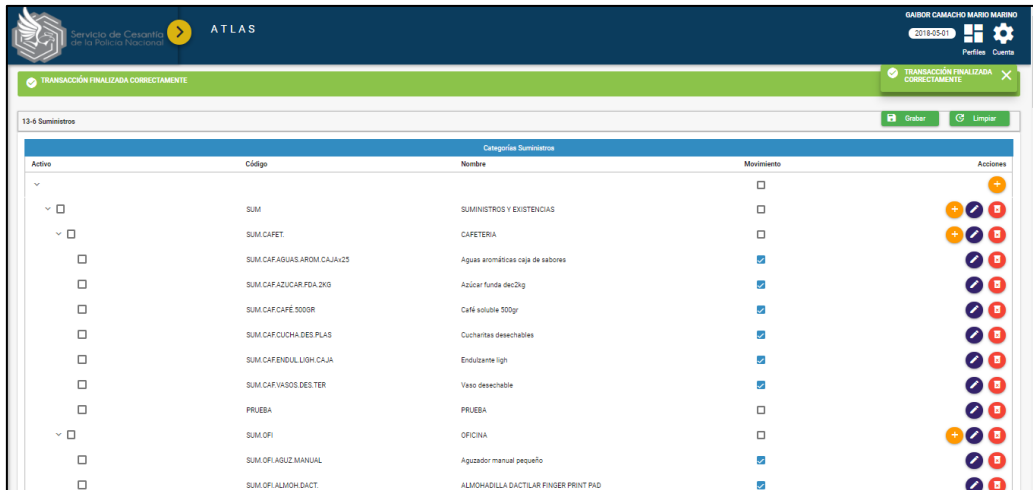 Servicio de Cesantía
de la Policía Nacional
ATLAS
GAIBOR CAMACHO MARIO MARINO
2018-05-01
Perfiles Cuenta
TRANSACCIÓN FINALIZADA CORRECTAMENTE
TRANSACCIÓN FINALIZADA
CORRECTAMENTE
13-6 Suministros
Grabar Limpiar
Categorías Suministros
Activo Código Nombre Movimiento Acciones
SUM SUMINISTROS Y EXISTENCIAS
SUM.CAFET. CAFETERIA
SUM.CAF.AGUAS.AROM.CAJAx25 Aguas aromáticas caja de sabores
SUM.CAF.AZUCAR.FDA.2KG Azúcar funda dec2kg
SUM.CAF.CAFÉ.500GR Café soluble 500gr
SUM.CAF.CUCHA.DES.PLAS Cucharitas desechables
SUM.CAF.ENDUL.LIGH.CAJA Endulzante ligh
SUM.CAF.VASOS.DES.TER Vaso desechable
PRUEBA PRUEBA
SUM.OFI OFICINA
SUM.OFI.AGUZ.MANUAL Aguzador manual pequeño
SUM.OFI.ALMOH.DACT. ALMOHADILLA DACTILAR FINGER PRINT PAD